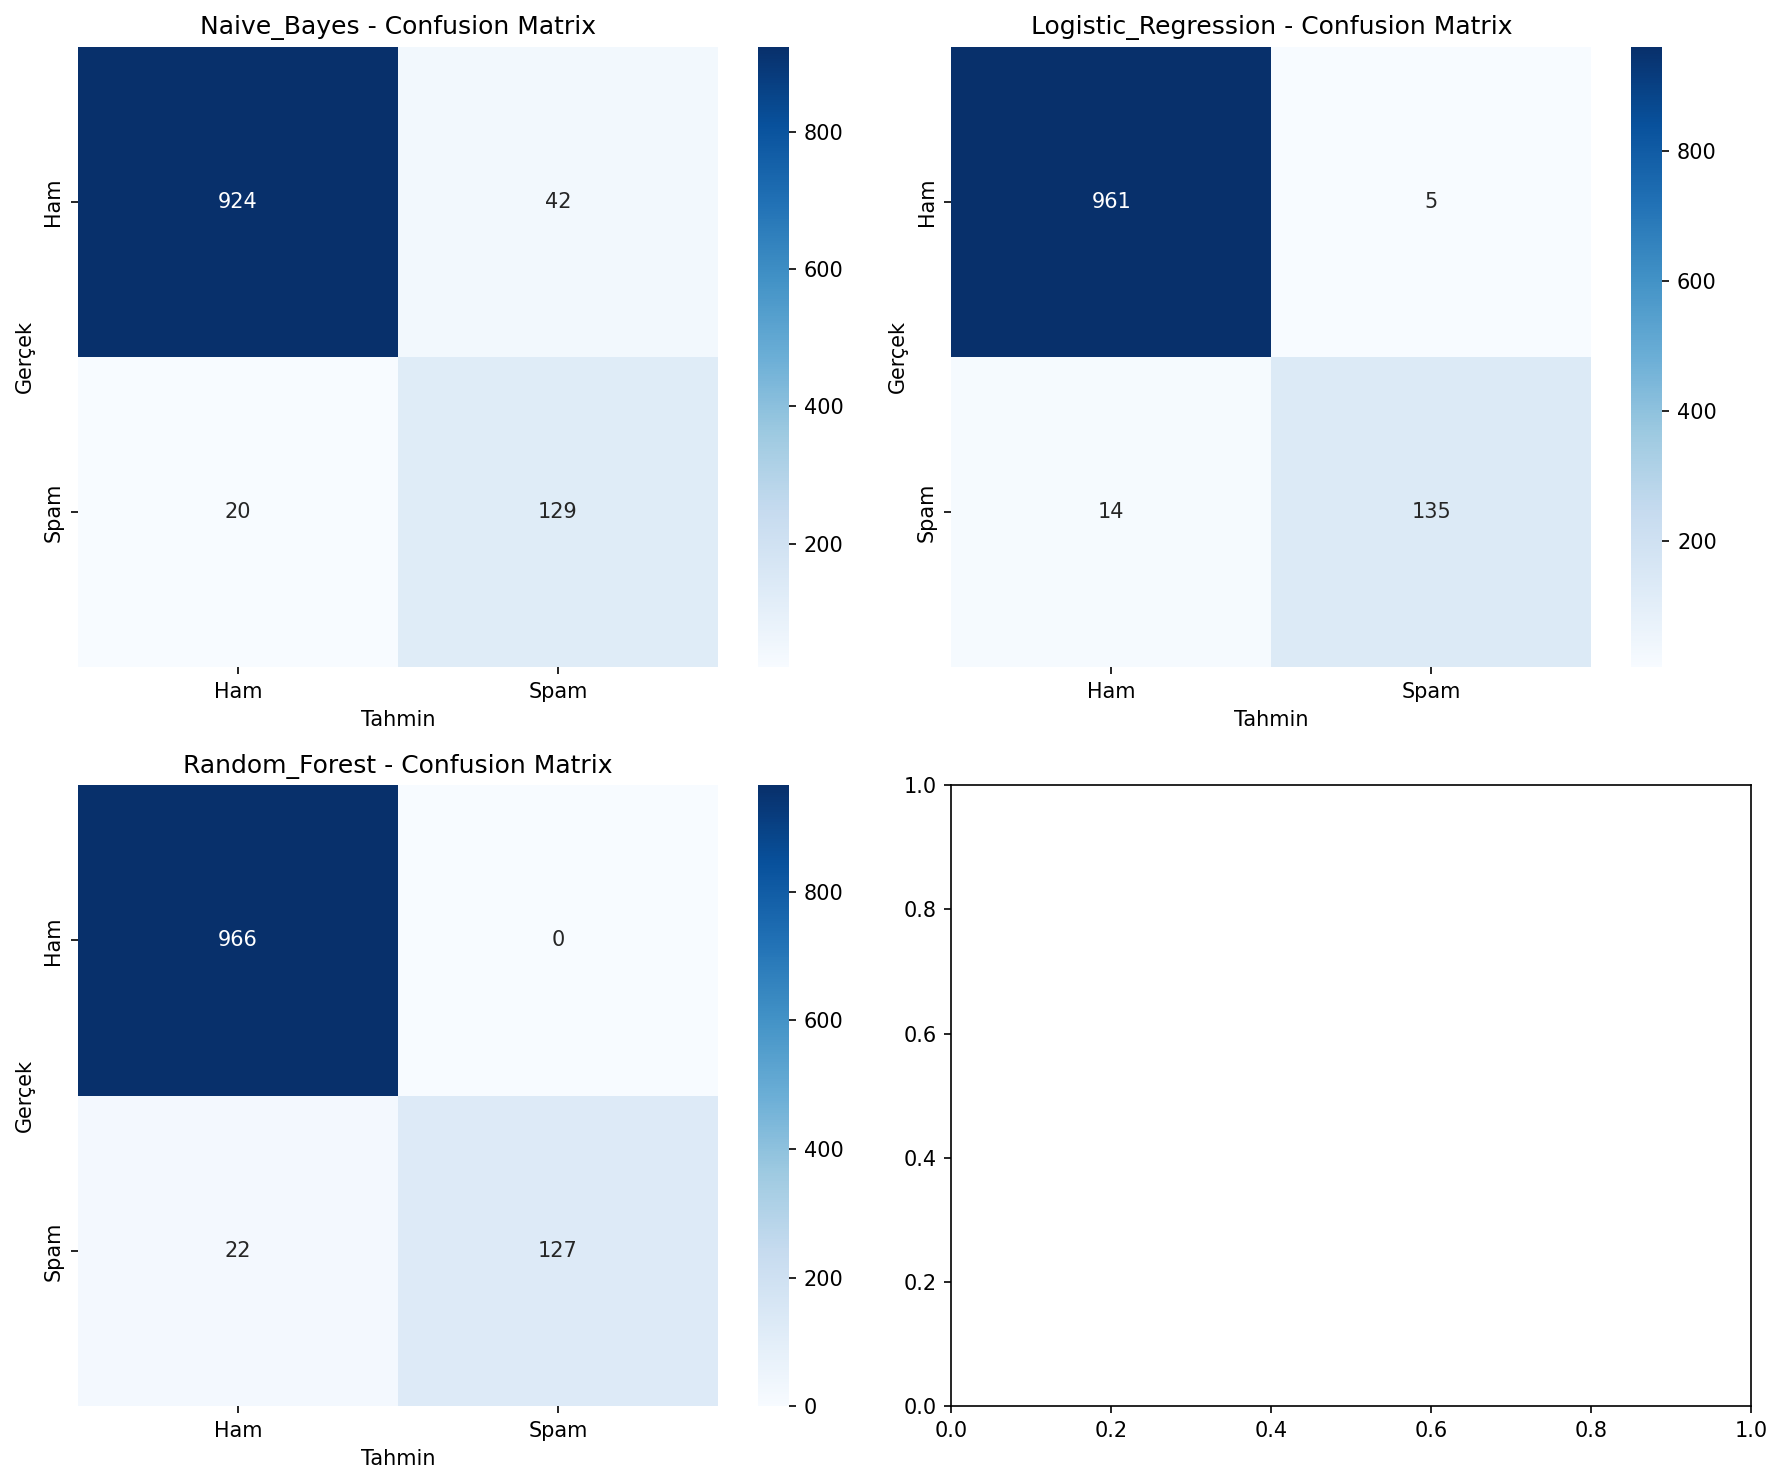 Naive_Bayes - Confusion Matrix
Gerçek
Ham
924
42
Spam
20
129
Ham
Spam
Tahmin
800
600
400
200
Logistic_Regression - Confusion Matrix
Gerçek
Ham
961
5
Spam
14
135
Ham
Spam
Tahmin
800
600
400
200
Random_Forest - Confusion Matrix
Gerçek
Ham
966
0
Spam
22
127
Ham
Spam
Tahmin
800
600
400
200
0
1.0
0.8
0.6
0.4
0.2
0.0
0.0 0.2 0.4 0.6 0.8 1.0